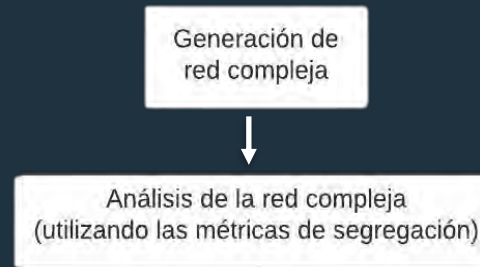 Generación de
red compleja
Análisis de la red compleja
(utilizando las métricas de segregación)